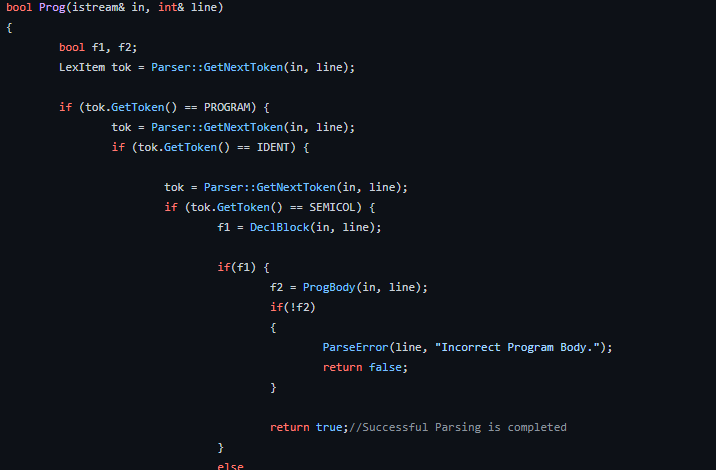 bool Prog(istream& in, int& line)
{
bool f1, f2;
LexItem tok = Parser::GetNextToken(in, line);
if (tok.GetToken() == PROGRAM) {
tok = Parser::GetNextToken(in, line);
if (tok.GetToken() == IDENT) {
tok = Parser::GetNextToken(in, line);
if (tok.GetToken() == SEMICOL) {
f1 = DeclBlock(in, line);
if(f1) {
f2 = ProgBody(in, line);
if(!f2)
{
ParseError(line, "Incorrect Program Body.");
return false;
}
return true;//Successful Parsing is completed
}
else